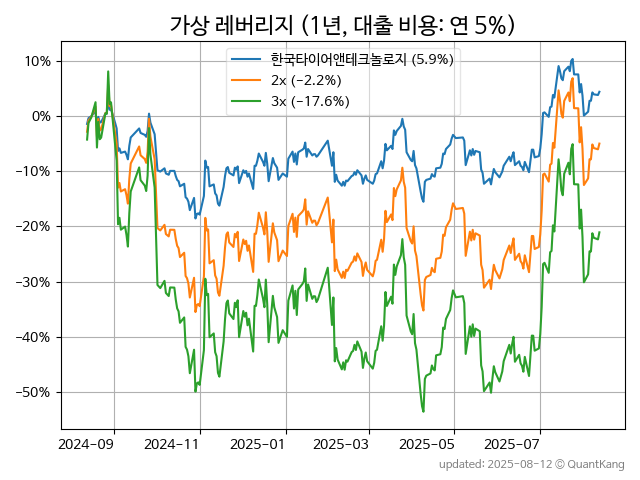 가상 레버리지 (1년, 대출 비용: 연 5%)
한국타이어앤테크놀로지 (5.9%)
2x (−2.2%)
3x (−17.6%)
10%
0%
−10%
−20%
−30%
−40%
−50%
2024-09 2024-11 2025-01 2025-03 2025-05 2025-07
updated: 2025-08-12 © QuantKang